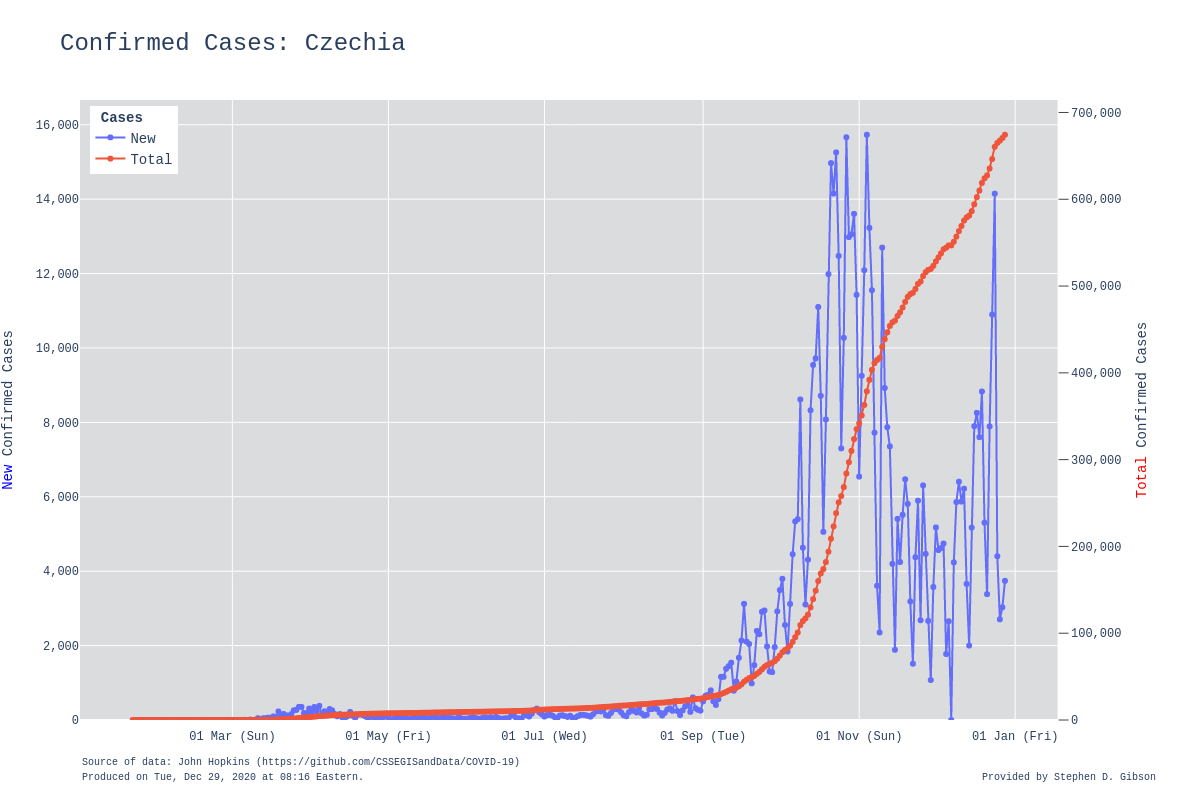 Confirmed Cases: Czechia
Cases
New
Total
16,000
14,000
12,000
10,000
8,000
6,000
4,000
2,000
0
New Confirmed Cases
700,000
600,000
500,000
400,000
300,000
200,000
100,000
0
Total Confirmed Cases
01 Mar (Sun) 01 May (Fri) 01 Jul (Wed) 01 Sep (Tue) 01 Nov (Sun) 01 Jan (Fri)
Source of data: John Hopkins (https://github.com/CSSEGISandData/COVID-19)
Produced on Tue, Dec 29, 2020 at 08:16 Eastern.
Provided by Stephen D. Gibson